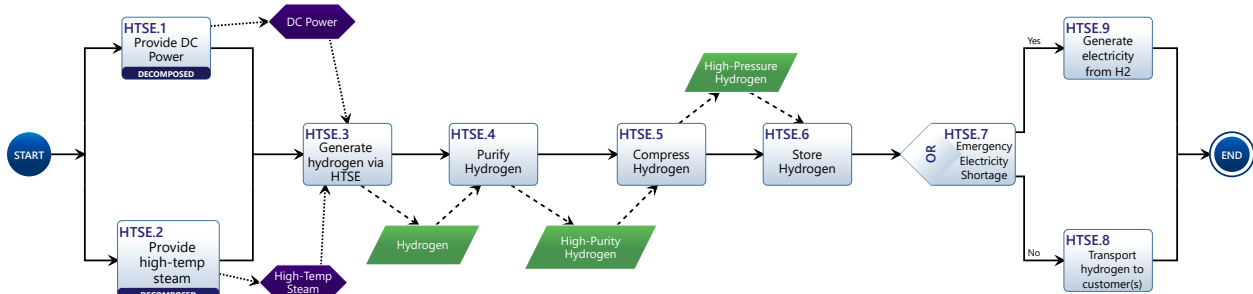 START
HTSE.1
Provide DC
Power
DECOMPOSED
DC Power
HTSE.2
Provide
high-temp
steam
DECOMPOSED
High-Temp
Steam
HTSE.3
Generate
hydrogen via
HTSE
Hydrogen
HTSE.4
Purify
Hydrogen
High-Purity
Hydrogen
HTSE.5
Compress
Hydrogen
High-Pressure
Hydrogen
HTSE.6
Store
Hydrogen
OR
HTSE.7
Emergency
Electricity
Shortage
Yes
HTSE.9
Generate
electricity
from H2
No
HTSE.8
Transport
hydrogen to
customer(s)
END